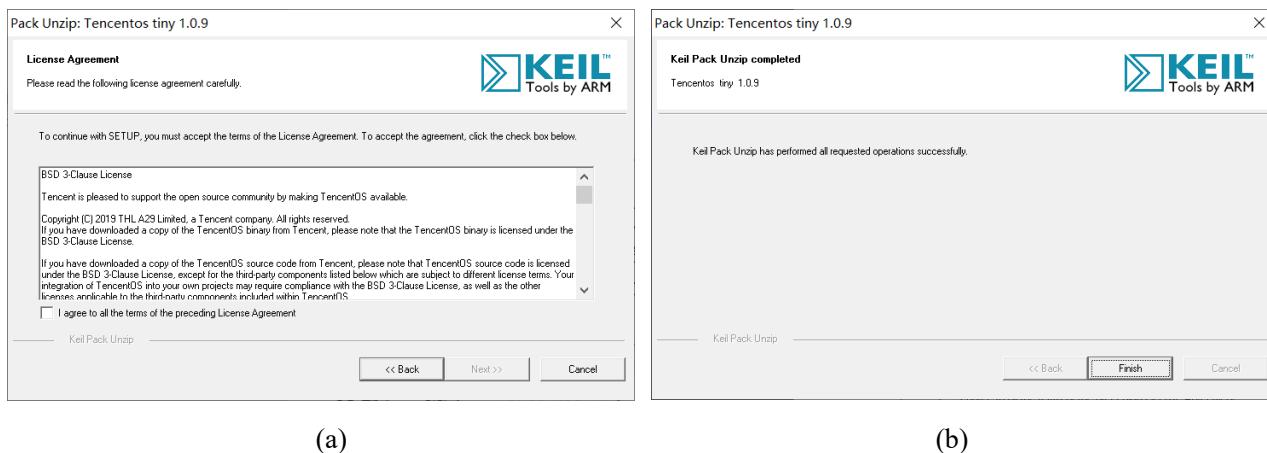 Pack Unzip: Tencentos tiny 1.0.9
License Agreement
Please read the following license agreement carefully.
KEIL™
Tools by ARM
To continue with SETUP, you must accept the terms of the License Agreement. To accept the agreement, click the check box below.
BSD 3-Clause License
Tencent is pleased to support the open source community by making TencentOS available.
Copyright (C) 2019 THL A29 Limited, a Tencent company. All rights reserved.
If you have downloaded a copy of the TencentOS binary from Tencent, please note that the TencentOS binary is licensed under the
BSD 3-Clause License.
If you have downloaded a copy of the TencentOS source code from Tencent, please note that TencentOS source code is licensed
under the BSD 3-Clause License, except for the third-party components listed below which are subject to different license terms. Your
integration of TencentOS into your own projects may require compliance with the BSD 3-Clause License, as well as the other
licenses applicable to the third-party components included within TencentOS.
I agree to all the terms of the preceding License Agreement
Keil Pack Unzip
<< Back
Next >>
Cancel
(a)
Pack Unzip: Tencentos tiny 1.0.9
Keil Pack Unzip completed
Tencentos tiny 1.0.9
KEIL™
Tools by ARM
Keil Pack Unzip has performed all requested operations successfully.
Keil Pack Unzip
<< Back
Finish
Cancel
(b)